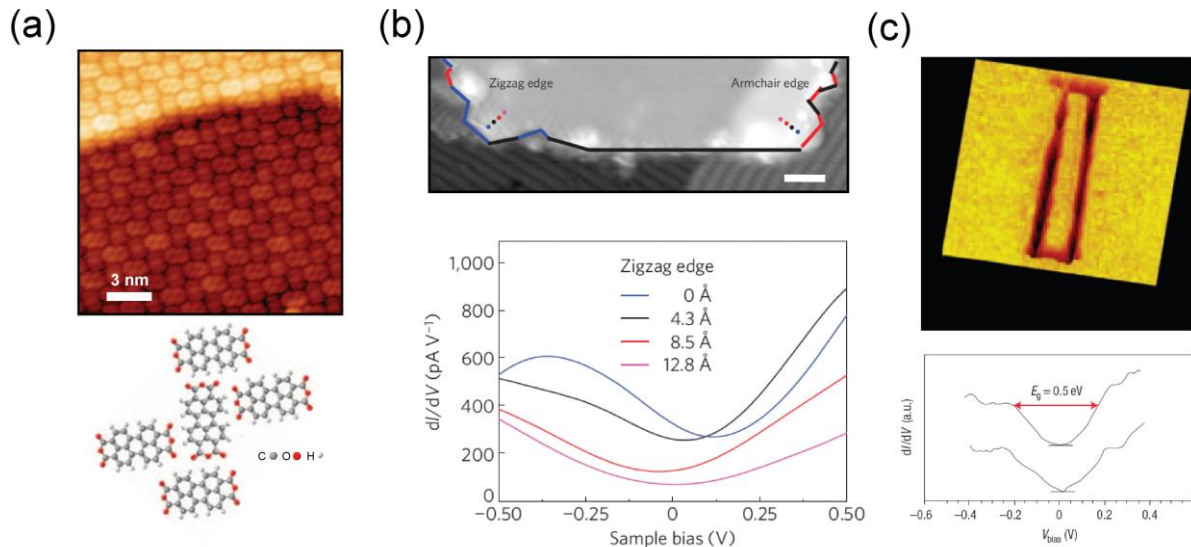 (a)
3 nm
C O H
(b)
Zigzag edge
Armchair edge
1,000
800
600
400
200
0
dI/dV (pA V⁻¹)
Zigzag edge
0 Å
4.3 Å
8.5 Å
12.8 Å
-0.50 -0.25 0 0.25 0.50
Sample bias (V)
(c)
E_g = 0.5 eV
dI/dV (a.u.)
-0.6 -0.4 -0.2 0 0.2 0.4
V_bias (V)